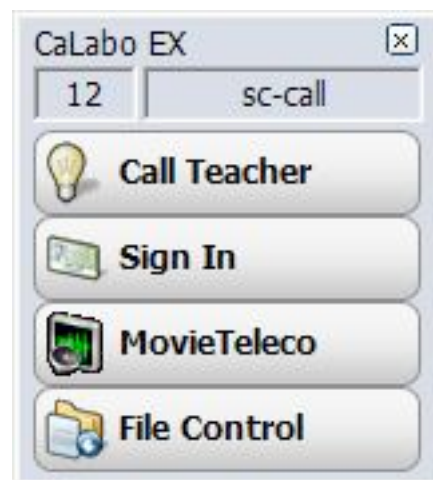 CaLabo EX
12 sc-call
Call Teacher
Sign In
MovieTeleco
File Control